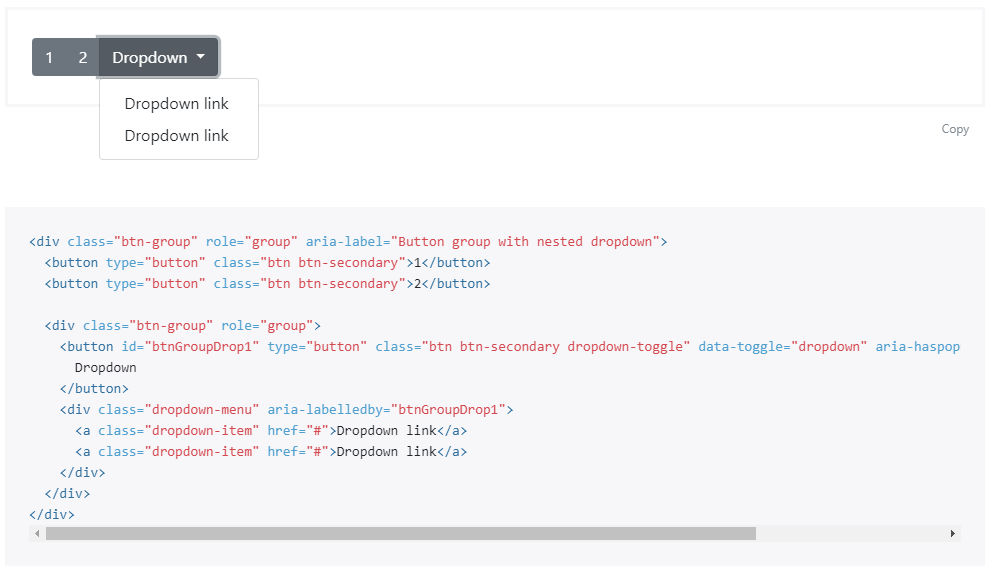 1 2 Dropdown
Dropdown link
Dropdown link
Copy
<div class="btn-group" role="group" aria-label="Button group with nested dropdown">
  <button type="button" class="btn btn-secondary">1</button>
  <button type="button" class="btn btn-secondary">2</button>
  <div class="btn-group" role="group">
    <button id="btnGroupDrop1" type="button" class="btn btn-secondary dropdown-toggle" data-toggle="dropdown" aria-haspop
      Dropdown
    </button>
    <div class="dropdown-menu" aria-labelledby="btnGroupDrop1">
      <a class="dropdown-item" href="#">Dropdown link</a>
      <a class="dropdown-item" href="#">Dropdown link</a>
    </div>
  </div>
</div>